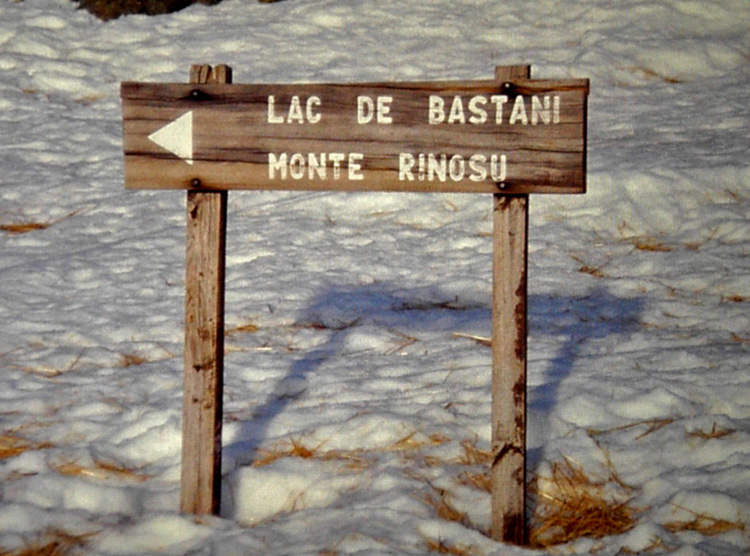 LAC DE BASTANI
MONTE RINOSU